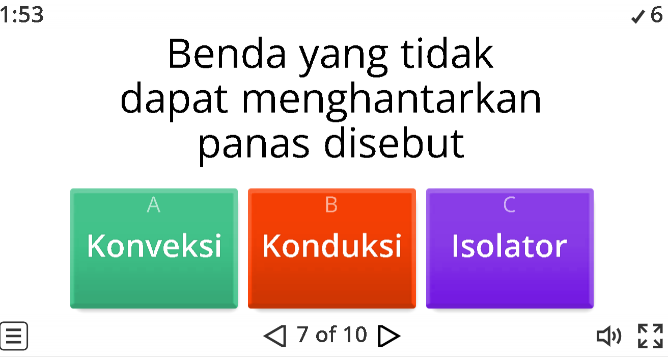 1:53
✓ 6
Benda yang tidak
dapat menghantarkan
panas disebut
A
Konveksi
B
Konduksi
C
Isolator
7 of 10